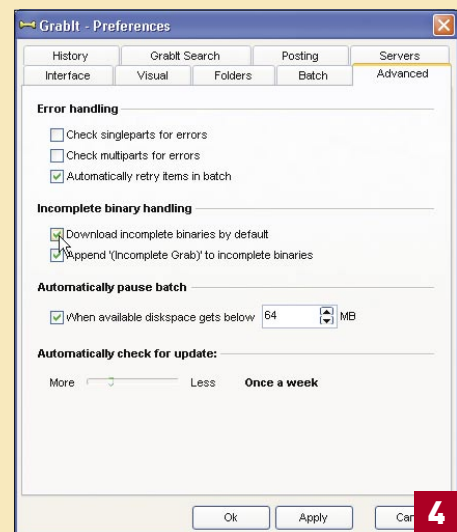 GrabIt - Preferences
History GrabIt Search Posting Servers
Interface Visual Folders Batch Advanced
Error handling
Check singleparts for errors
Check multiparts for errors
Automatically retry items in batch
Incomplete binary handling
Download incomplete binaries by default
Append '(Incomplete Grab)' to incomplete binaries
Automatically pause batch
When available diskspace gets below 64 MB
Automatically check for update:
More Less Once a week
Ok Apply Can
4